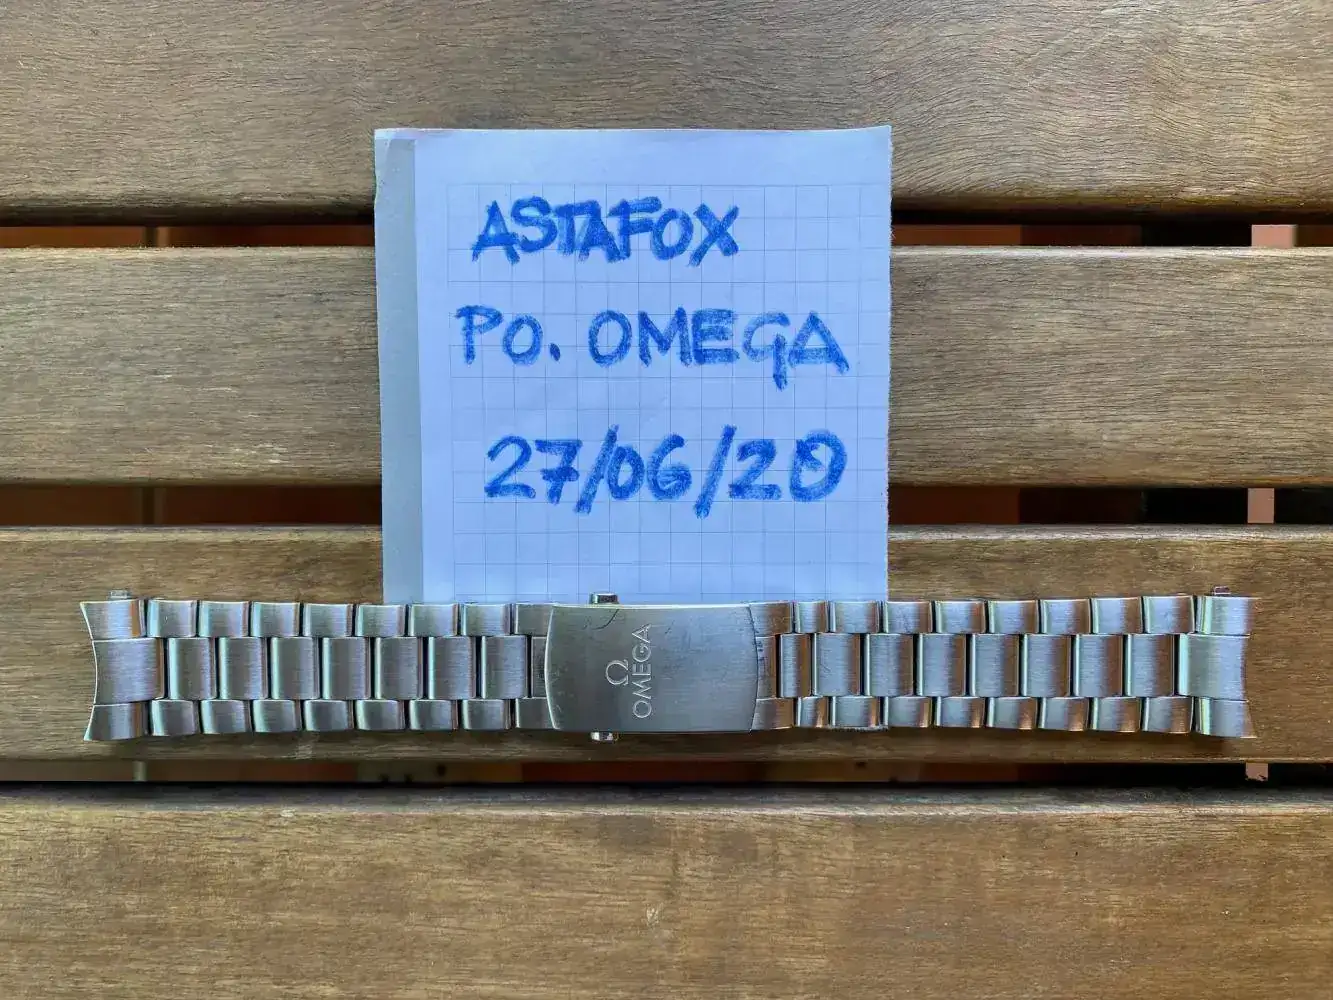 ASTAFOX
PO. OMEGA
27/06/20
Ω
OMEGA